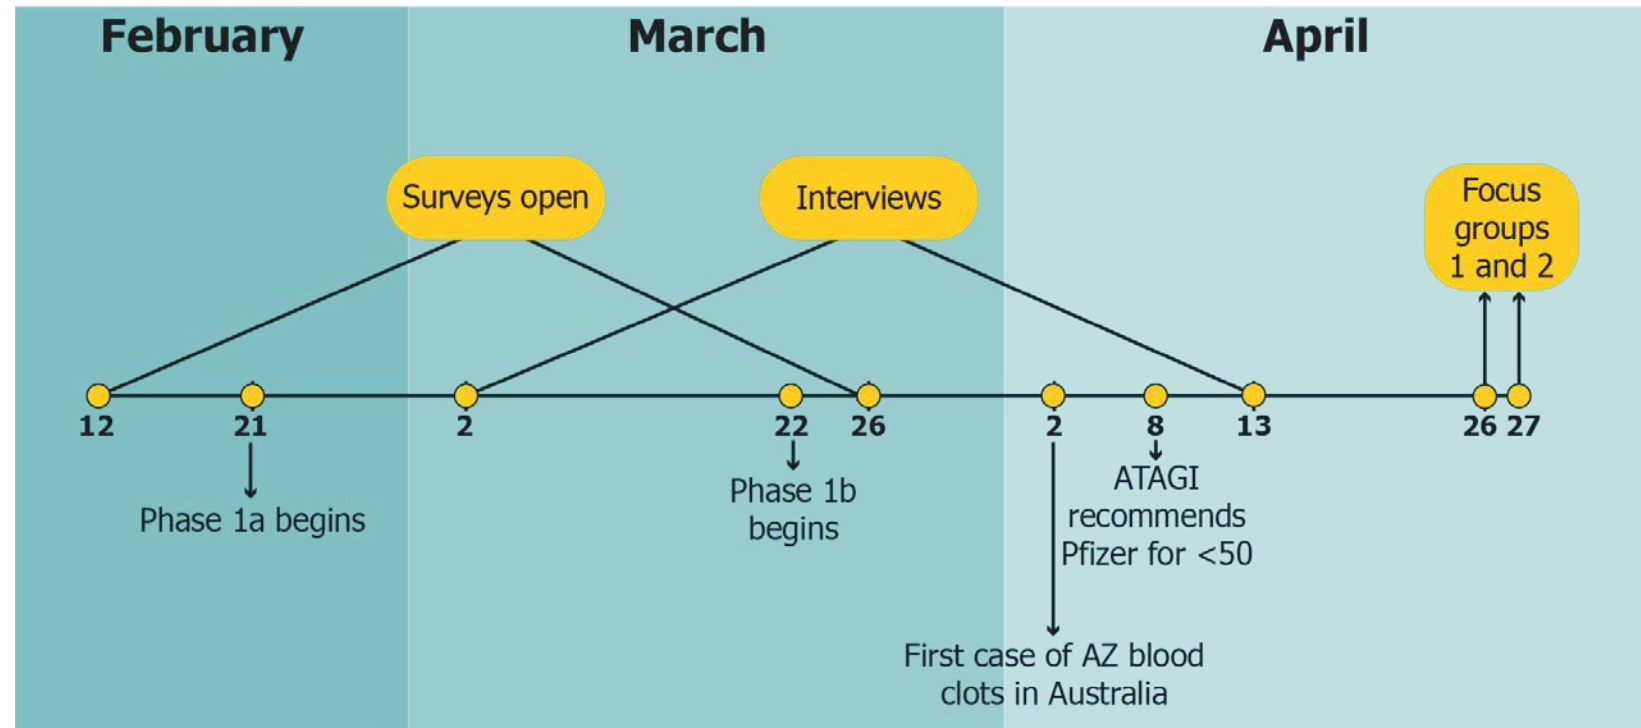 February
March
April
Surveys open
Interviews
Focus
groups
1 and 2
12
21
2
22
26
2
8
13
26
27
Phase 1a begins
Phase 1b
begins
ATAGI
recommends
Pfizer for <50
First case of AZ blood
clots in Australia